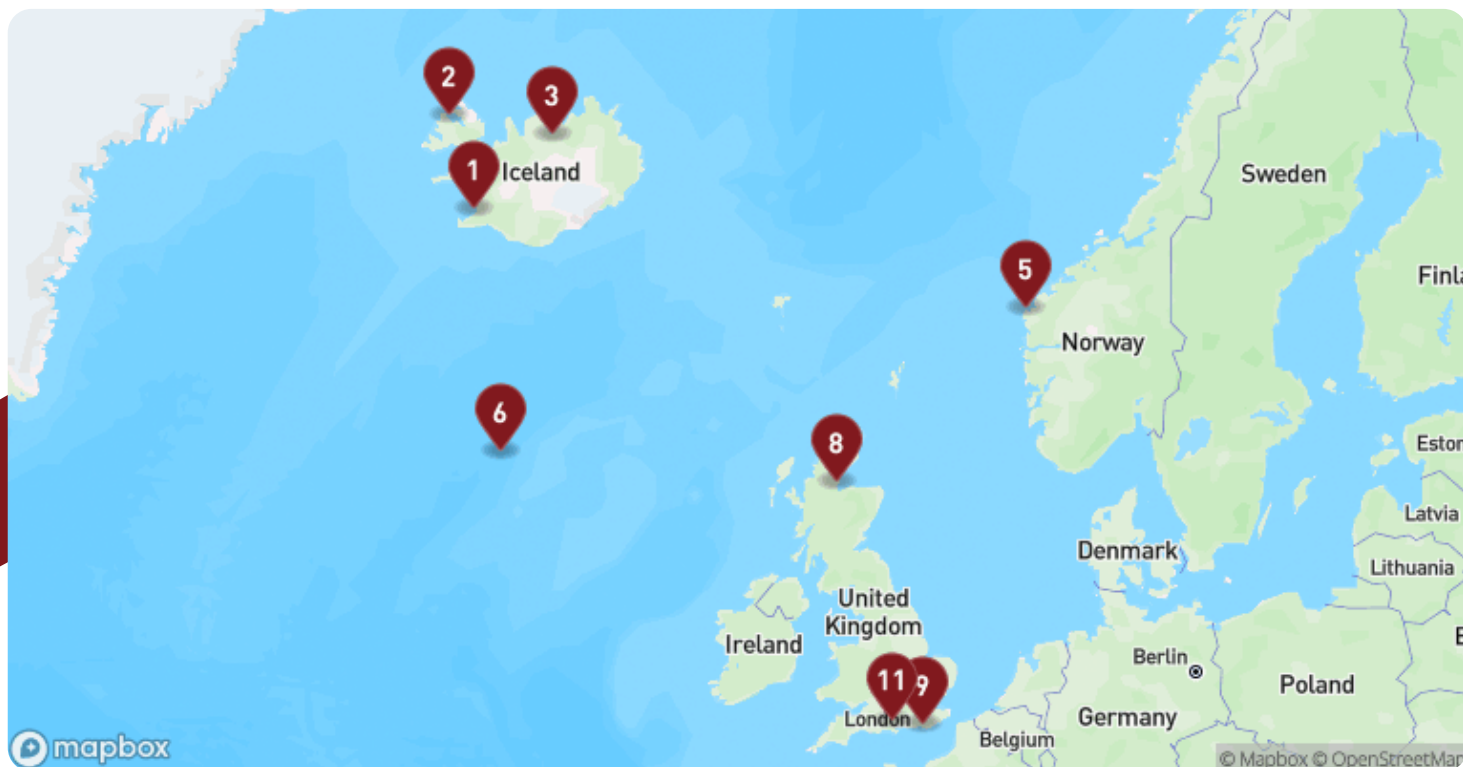 2
3
1
Iceland
Sweden
5
Finla
Norway
6
8
Eston
Latvia
Denmark
Lithuania
United
Kingdom
Ireland
Berlin
11
9
Poland
London
Germany
Belgium
mapbox
© Mapbox © OpenStreetMap